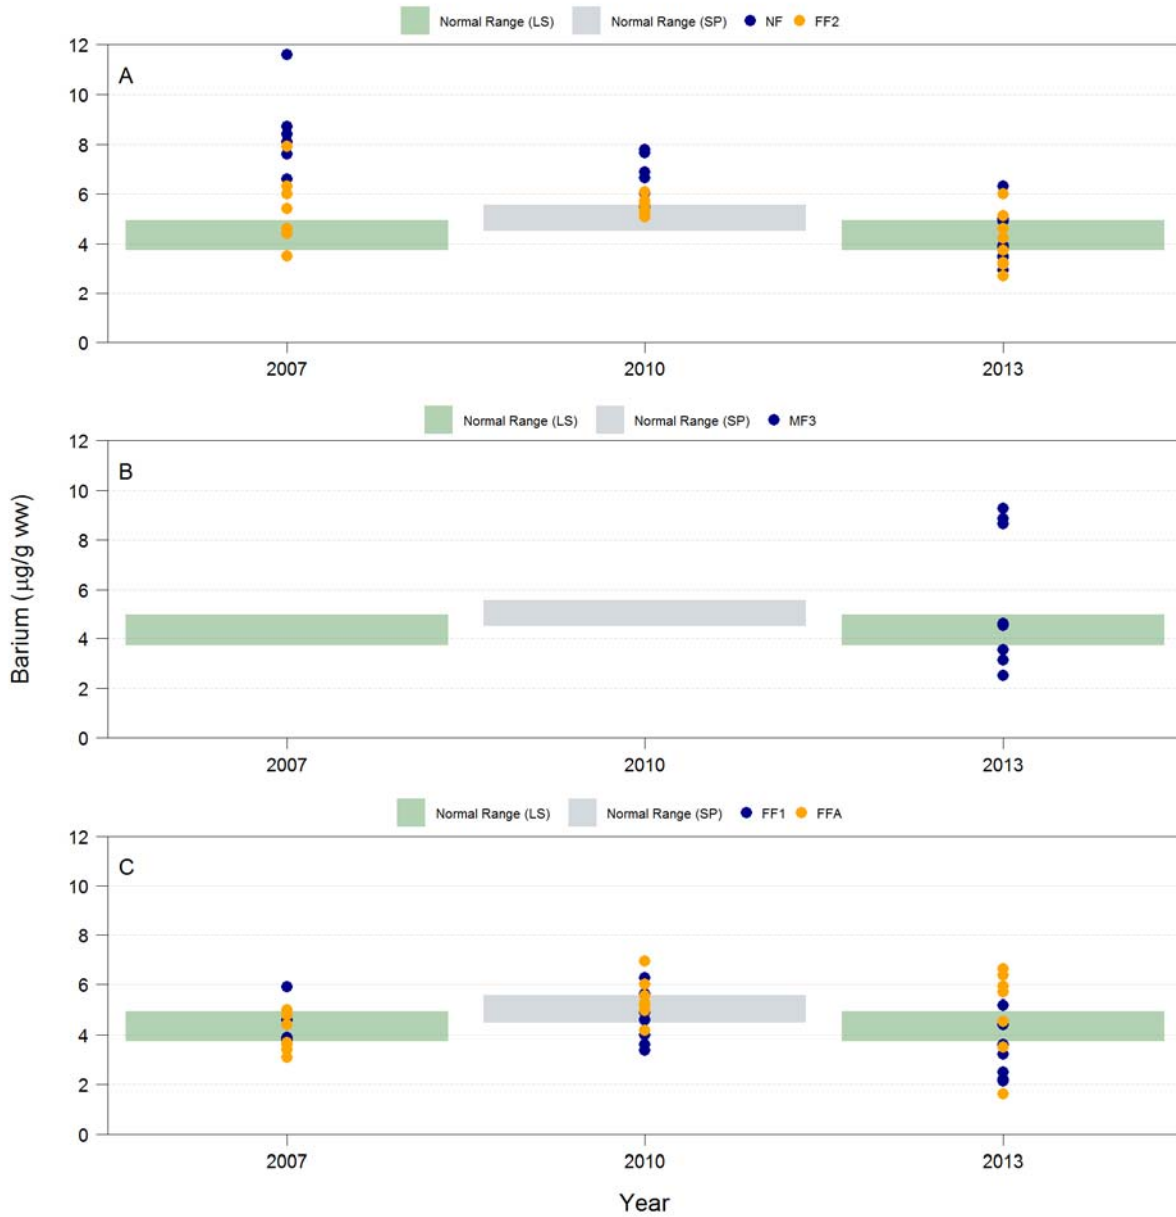 Normal Range (LS) Normal Range (SP) NF FF2
A
12
10
8
6
4
2
0
2007 2010 2013
Normal Range (LS) Normal Range (SP) MF3
B
12
10
8
6
4
2
0
2007 2010 2013
Barium (µg/g ww)
Normal Range (LS) Normal Range (SP) FF1 FFA
C
12
10
8
6
4
2
0
2007 2010 2013
Year